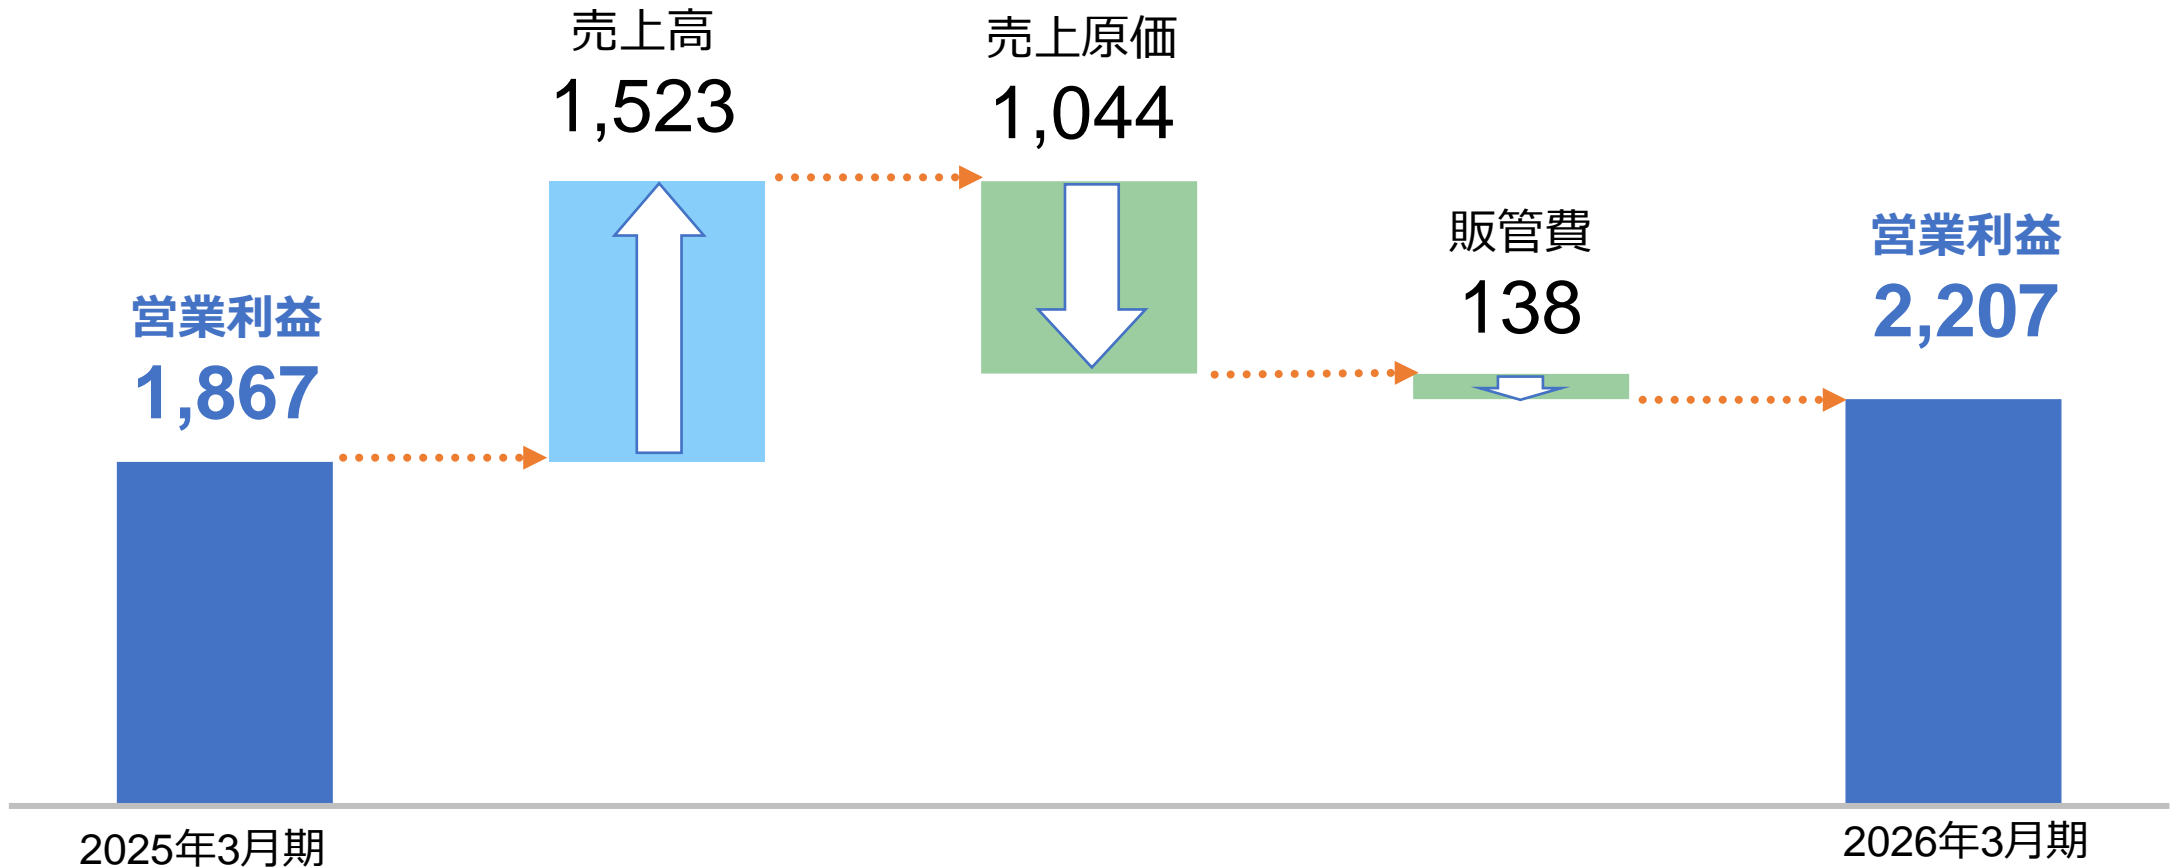 売上高
1,523
売上原価
1,044
販管費
138
営業利益
1,867
営業利益
2,207
2025年3月期
2026年3月期